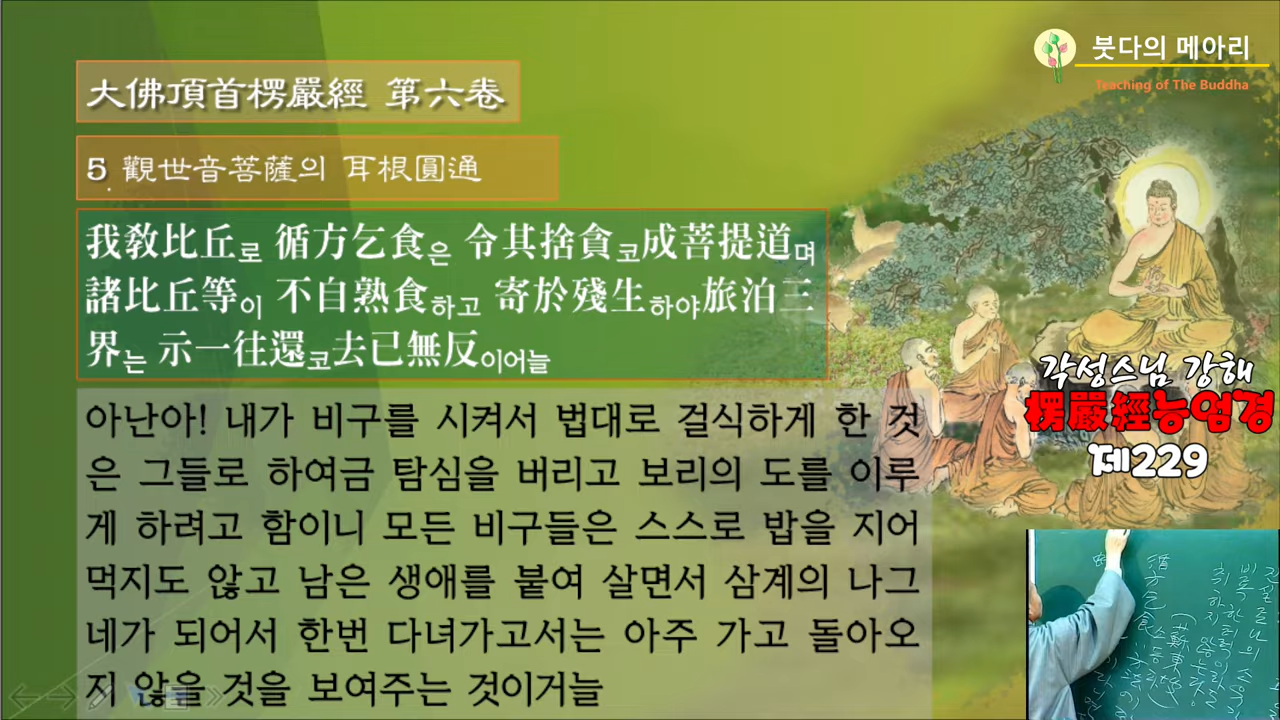 大佛頂首楞嚴經 第六卷
5. 觀世音菩薩의 耳根圓通
我敎比丘로 循方乞食은 令其捨貪코成菩提道며
諸比丘等이 不自熟食하고 寄於殘生하야旅泊三
界는 示一往還코去已無反이어늘
아난아! 내가 비구를 시켜서 법대로 걸식하게 한 것
은 그들로 하여금 탐심을 버리고 보리의 도를 이루
게 하려고 함이니 모든 비구들은 스스로 밥을 지어
먹지도 않고 남은 생애를 붙여 살면서 삼계의 나그
네가 되어서 한번 다녀가고서는 아주 가고 돌아오
지 않을 것을 보여주는 것이거늘
붓다의 메아리
Teaching of The Buddha
각성스님 강해
楞嚴經능엄경
제229